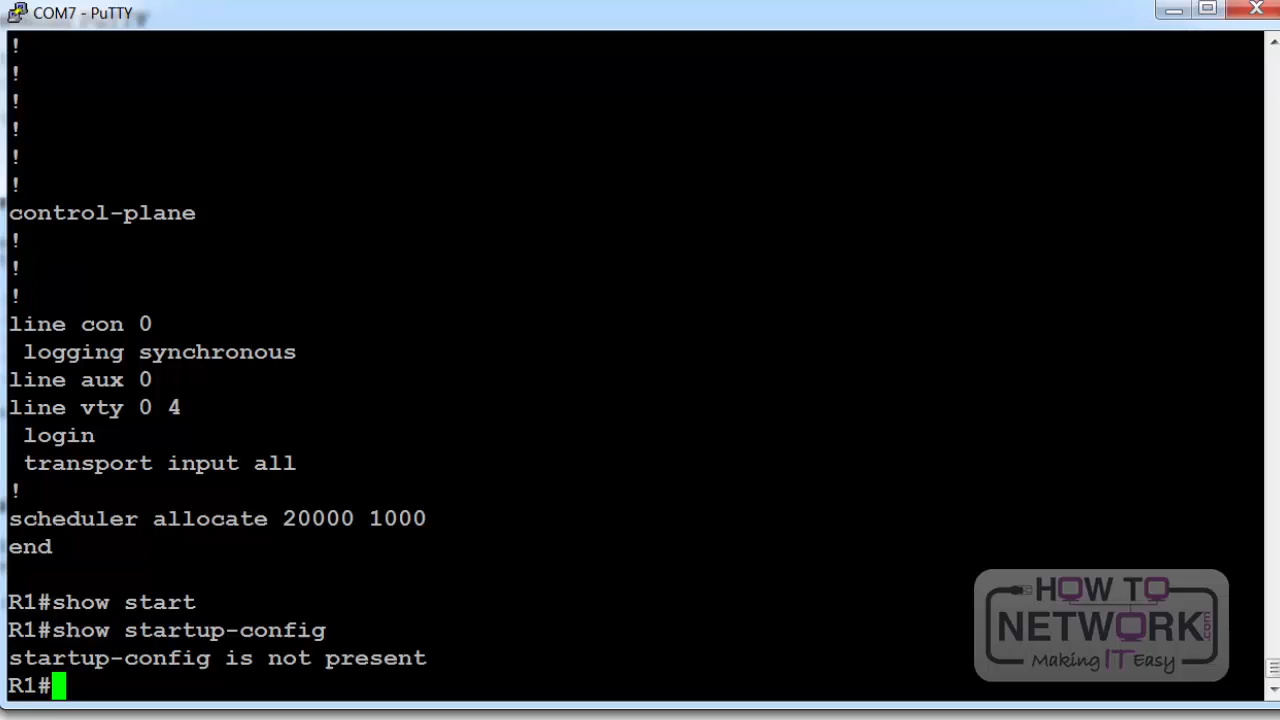 COM7 - PuTTY
!
!
!
!
!
!
control-plane
!
!
!
line con 0
 logging synchronous
line aux 0
line vty 0 4
 login
 transport input all
!
scheduler allocate 20000 1000
end
R1#show start
R1#show startup-config
startup-config is not present
R1#
HOW TO
NETWORK.com
Making IT Easy